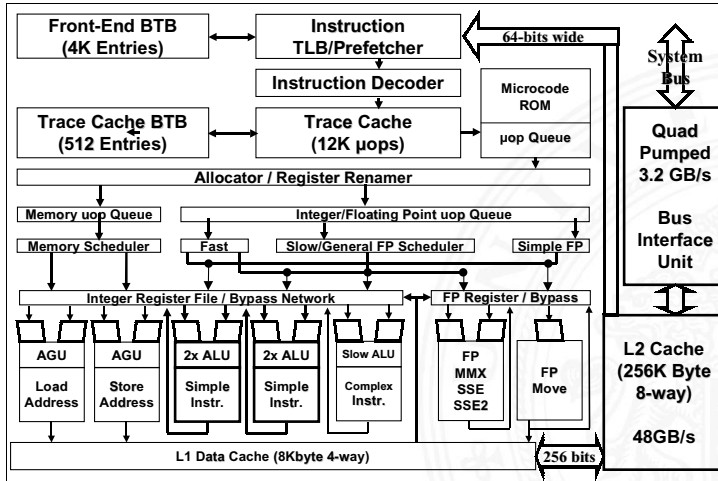 Front-End BTB
(4K Entries)
Instruction
TLB/Prefetcher
64-bits wide
System
Bus
Instruction Decoder
Microcode
ROM
Trace Cache BTB
(512 Entries)
Trace Cache
(12K µops)
µop Queue
Quad
Pumped
3.2 GB/s
Bus
Interface
Unit
Allocator / Register Renamer
Memory uop Queue
Integer/Floating Point uop Queue
Memory Scheduler
Fast
Slow/General FP Scheduler
Simple FP
Integer Register File / Bypass Network
FP Register / Bypass
AGU
Load
Address
AGU
Store
Address
2x ALU
Simple
Instr.
2x ALU
Simple
Instr.
Slow ALU
Complex
Instr.
FP
MMX
SSE
SSE2
FP
Move
L2 Cache
(256K Byte
8-way)
48GB/s
L1 Data Cache (8Kbyte 4-way)
256 bits